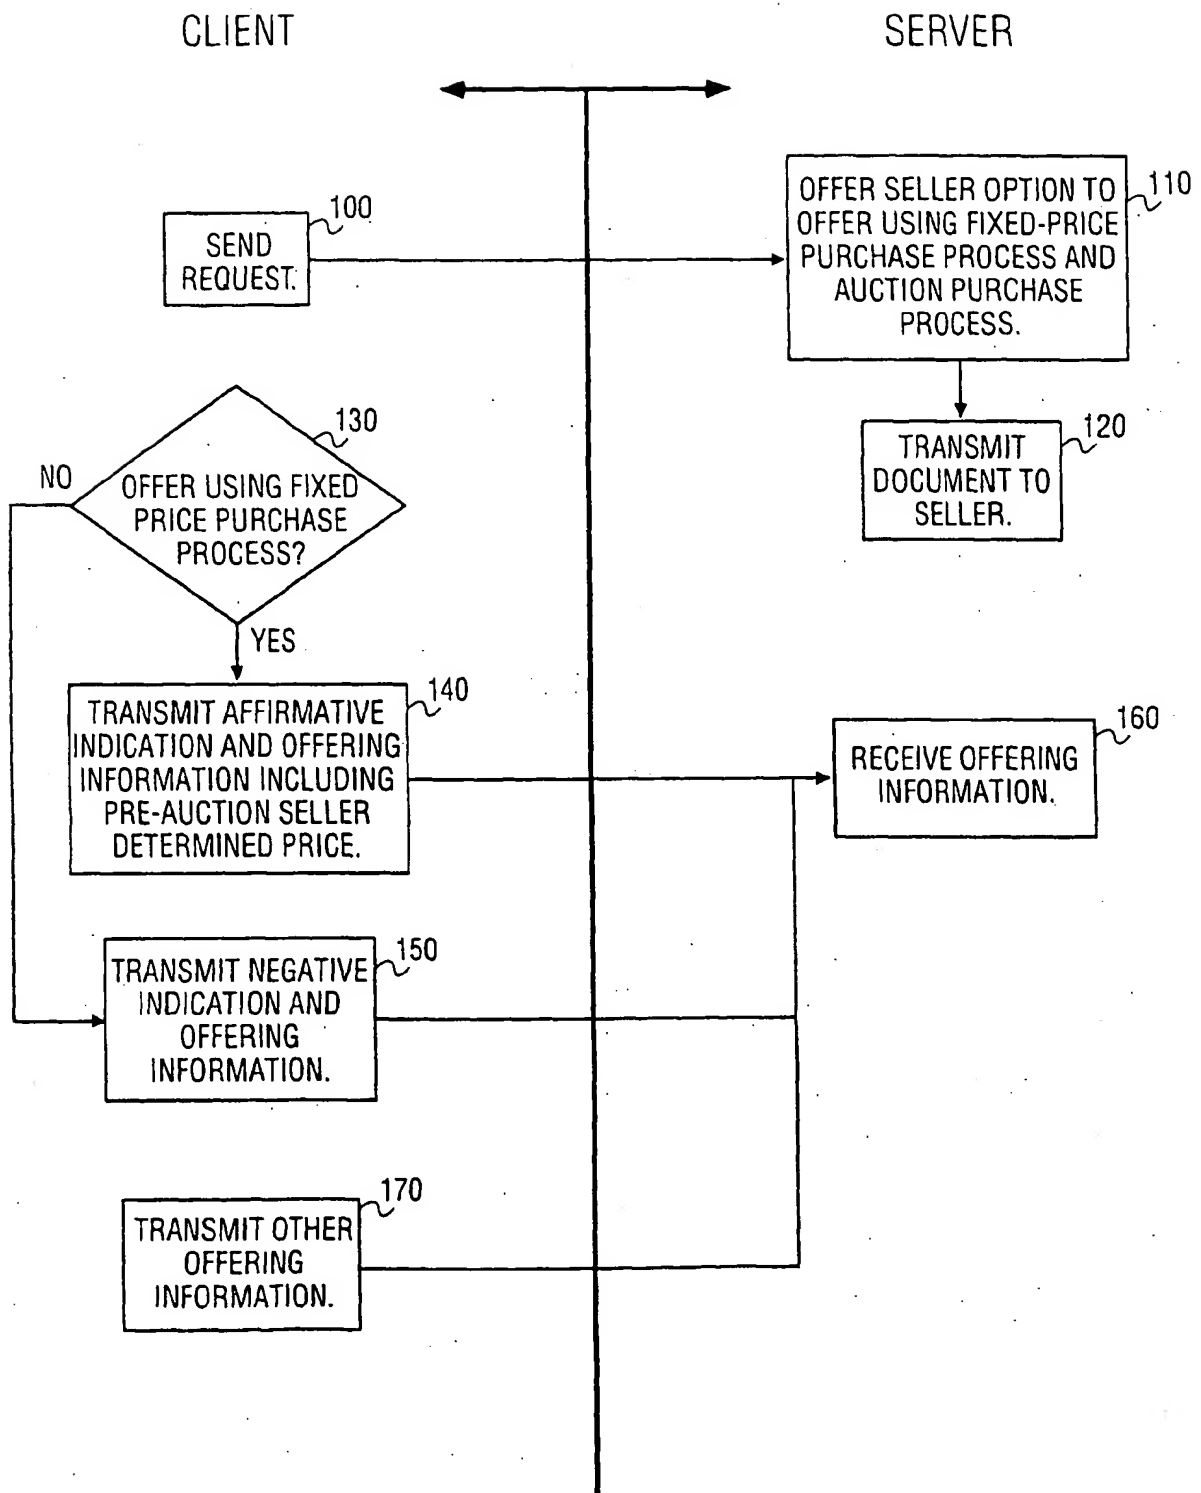 CLIENT
SERVER
100
SEND
REQUEST.
110
OFFER SELLER OPTION TO
OFFER USING FIXED-PRICE
PURCHASE PROCESS AND
AUCTION PURCHASE
PROCESS.
120
TRANSMIT
DOCUMENT TO
SELLER.
130
NO
OFFER USING FIXED
PRICE PURCHASE
PROCESS?
YES
140
TRANSMIT AFFIRMATIVE
INDICATION AND OFFERING
INFORMATION INCLUDING
PRE-AUCTION SELLER
DETERMINED PRICE.
160
RECEIVE OFFERING
INFORMATION.
150
TRANSMIT NEGATIVE
INDICATION AND
OFFERING
INFORMATION.
170
TRANSMIT OTHER
OFFERING
INFORMATION.